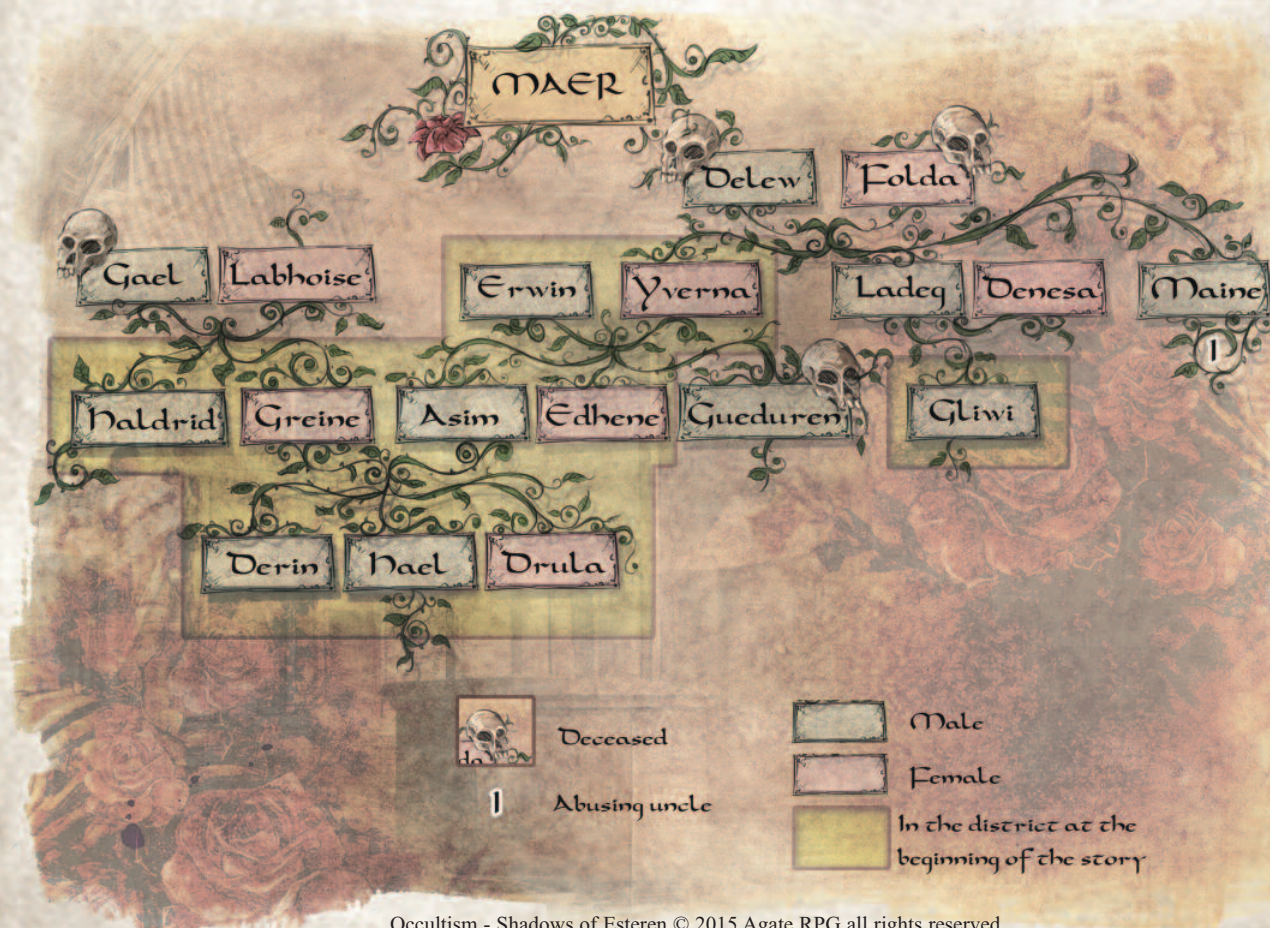 MAER
Delew Folda
Gael Labhoise Erwin Yverna Ladeg Denesa Maine
1
Haldrid Greine Asim Edhene Gueduren Gliwi
Derin Hael Drula
Deceased
1 Abusing uncle
Male
Female
In the district at the
beginning of the story
Occultism - Shadows of Esteren © 2015 Agate RPG all rights reserved